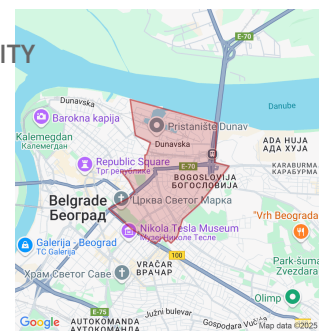 E-70
ITY
Dunavska
Danube
Barokna kapija
Pristanište Dunav
Kalemegdan
Калемегдан
Dunavska
ADA HUJA
АДА ХУЈА
Republic Square
Трг републике
E-70
KARABURMA
КАРАБУРМА
BOGOSLOVIJA
БОГОСЛОВИЈА
Belgrade
Београд
Црква Светог Марка
"Vrh Beograda
Nikola Tesla Museum
Музеј Николе Тесле
Galerija - Beograd
TC Galerija
100
VRAČAR
ВРАЧАР
Park-šuma
Zvezdara
Храм Светог Саве
Olimp
E-75
Južni bulevar
AUTOKOMANDA
АУТОКОМАНДА
Gospodara Vučića
Google
Map data ©2025